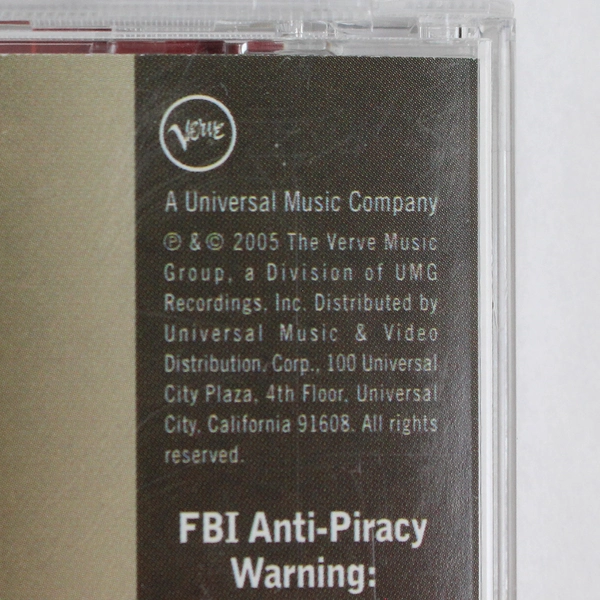 Verve
A Universal Music Company
℗ & © 2005 The Verve Music
Group, a Division of UMG
Recordings, Inc. Distributed by
Universal Music & Video
Distribution, Corp., 100 Universal
City Plaza, 4th Floor, Universal
City, California 91608. All rights
reserved.
FBI Anti-Piracy
Warning: